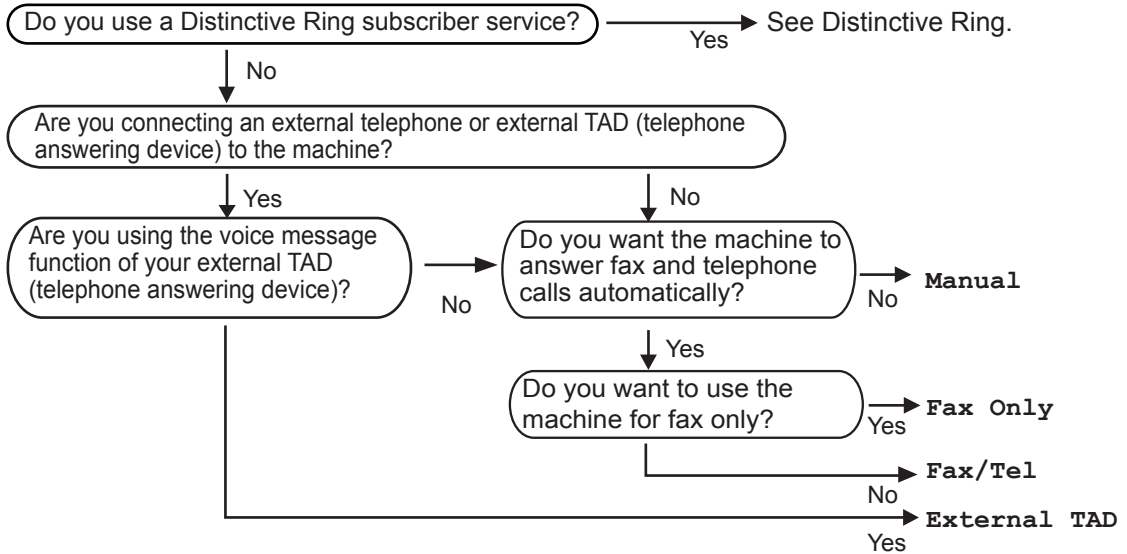 Do you use a Distinctive Ring subscriber service?
Yes
See Distinctive Ring.
No
Are you connecting an external telephone or external TAD (telephone
answering device) to the machine?
Yes
No
Are you using the voice message
function of your external TAD
(telephone answering device)?
No
Do you want the machine to
answer fax and telephone
calls automatically?
No
Manual
Yes
Do you want to use the
machine for fax only?
Yes
Fax Only
No
Fax/Tel
Yes
External TAD